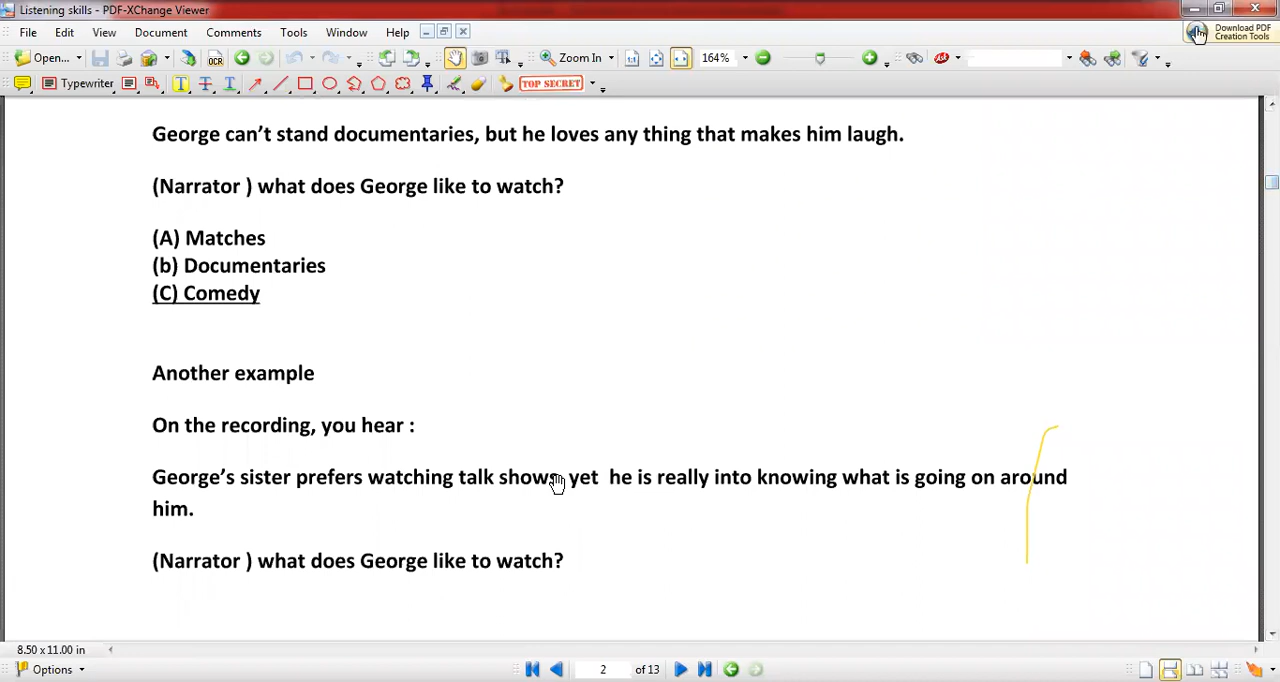 Listening skills - PDF-XChange Viewer
File Edit View Document Comments Tools Window Help
Download PDF
Creation Tools
Open... OCR Zoom In 164%
Typewriter TOP SECRET
George can’t stand documentaries, but he loves any thing that makes him laugh.
(Narrator ) what does George like to watch?
(A) Matches
(b) Documentaries
(C) Comedy
Another example
On the recording, you hear :
George’s sister prefers watching talk shows yet he is really into knowing what is going on around
him.
(Narrator ) what does George like to watch?
8.50 x 11.00 in
Options 2 of 13